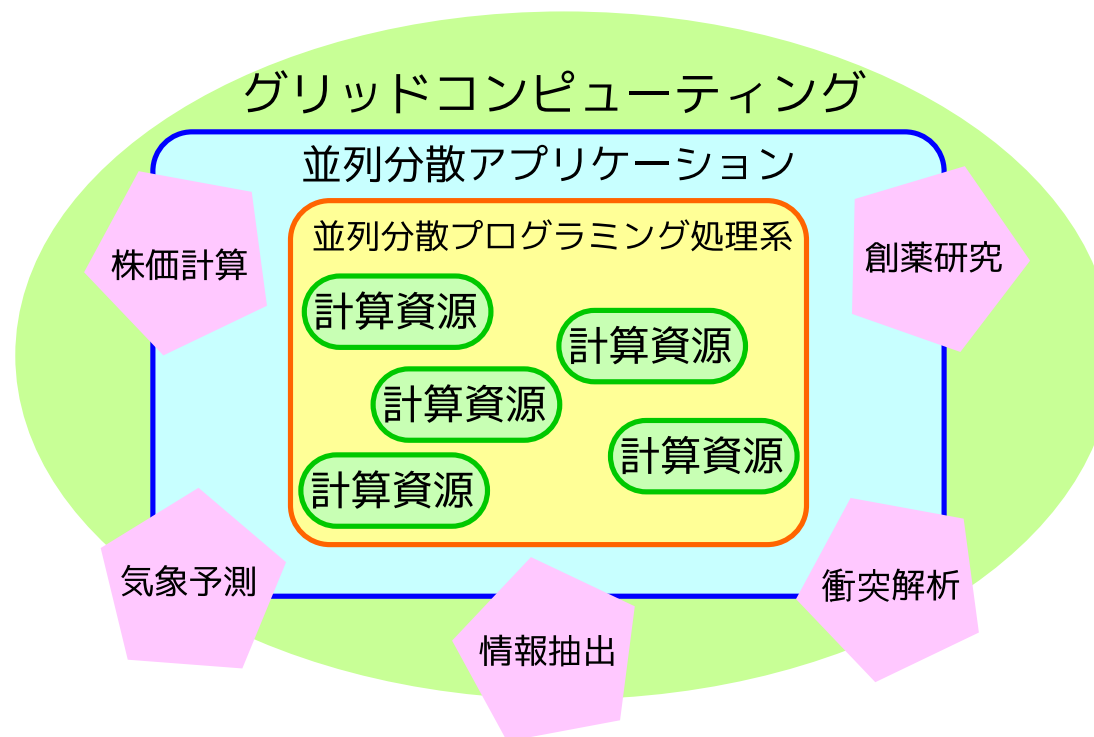 グリッドコンピューティング
並列分散アプリケーション
並列分散プログラミング処理系
株価計算
創薬研究
計算資源
計算資源
計算資源
計算資源
計算資源
気象予測
衝突解析
情報抽出